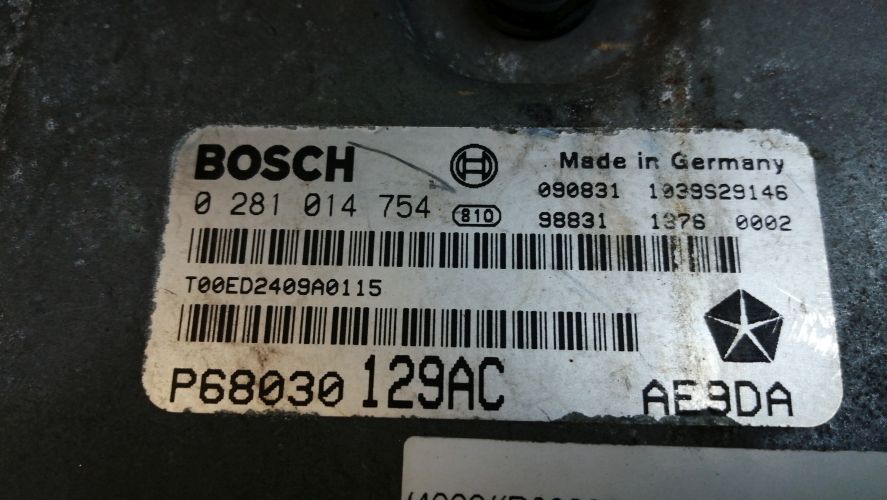 BOSCH
Made in Germany
090831 1039S29146
0 281 014 754 810
98831 1376 0002
T00ED2409A0115
P68030 129AC AE9DA